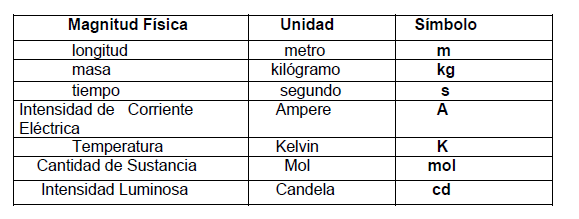 Magnitud Física Unidad Símbolo
longitud metro m
masa kilógramo kg
tiempo segundo s
Intensidad de Corriente Eléctrica Ampere A
Temperatura Kelvin K
Cantidad de Sustancia Mol mol
Intensidad Luminosa Candela cd